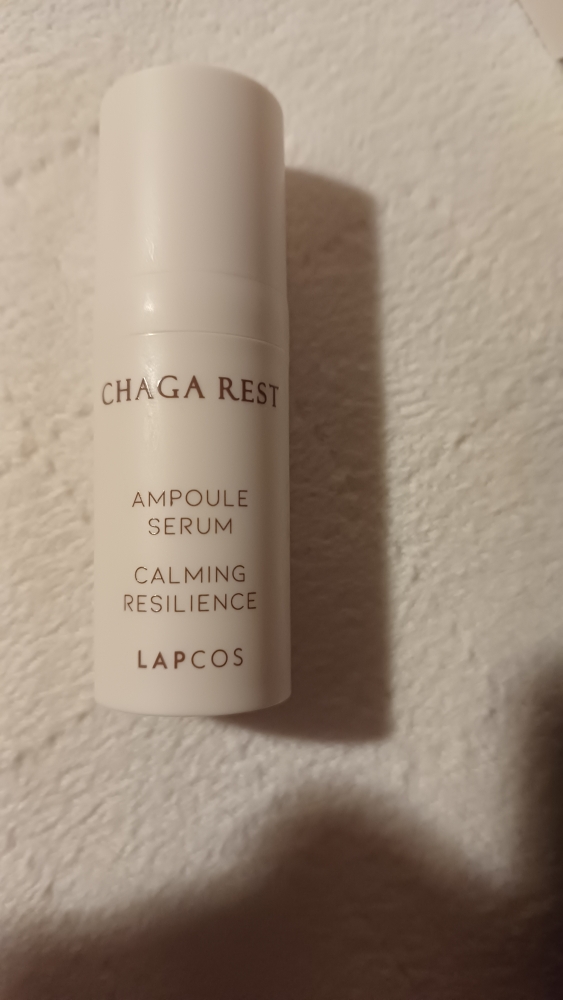 CHAGA REST
AMPOULE
SERUM
CALMING
RESILIENCE
LAPCOS